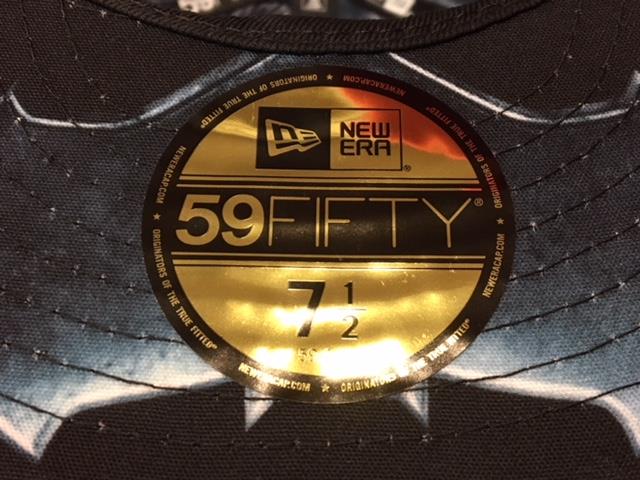 NEW
ERA®
59FIFTY®
7 1/2
NEWERACAP.COM ★ ORIGINATORS OF THE TRUE FITTED® ★ NEWERACAP.COM ★ ORIGINATORS OF THE TRUE FITTED® ★ NEWERACAP.COM ★ ORIGINATORS OF THE TRUE FITTED® ★ NEWERACAP.COM ★ ORIGINATORS OF THE TRUE FITTED®